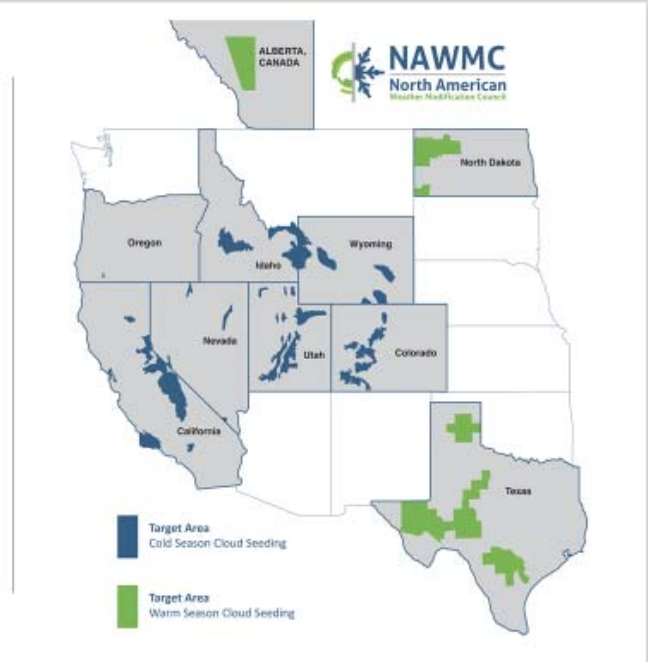 ALBERTA,
CANADA
NAWMC
North American
Weather Modification Council
North Dakota
Oregon
Idaho
Wyoming
Nevada
Utah
Colorado
California
Texas
Target Area
Cold Season Cloud Seeding
Target Area
Warm Season Cloud Seeding